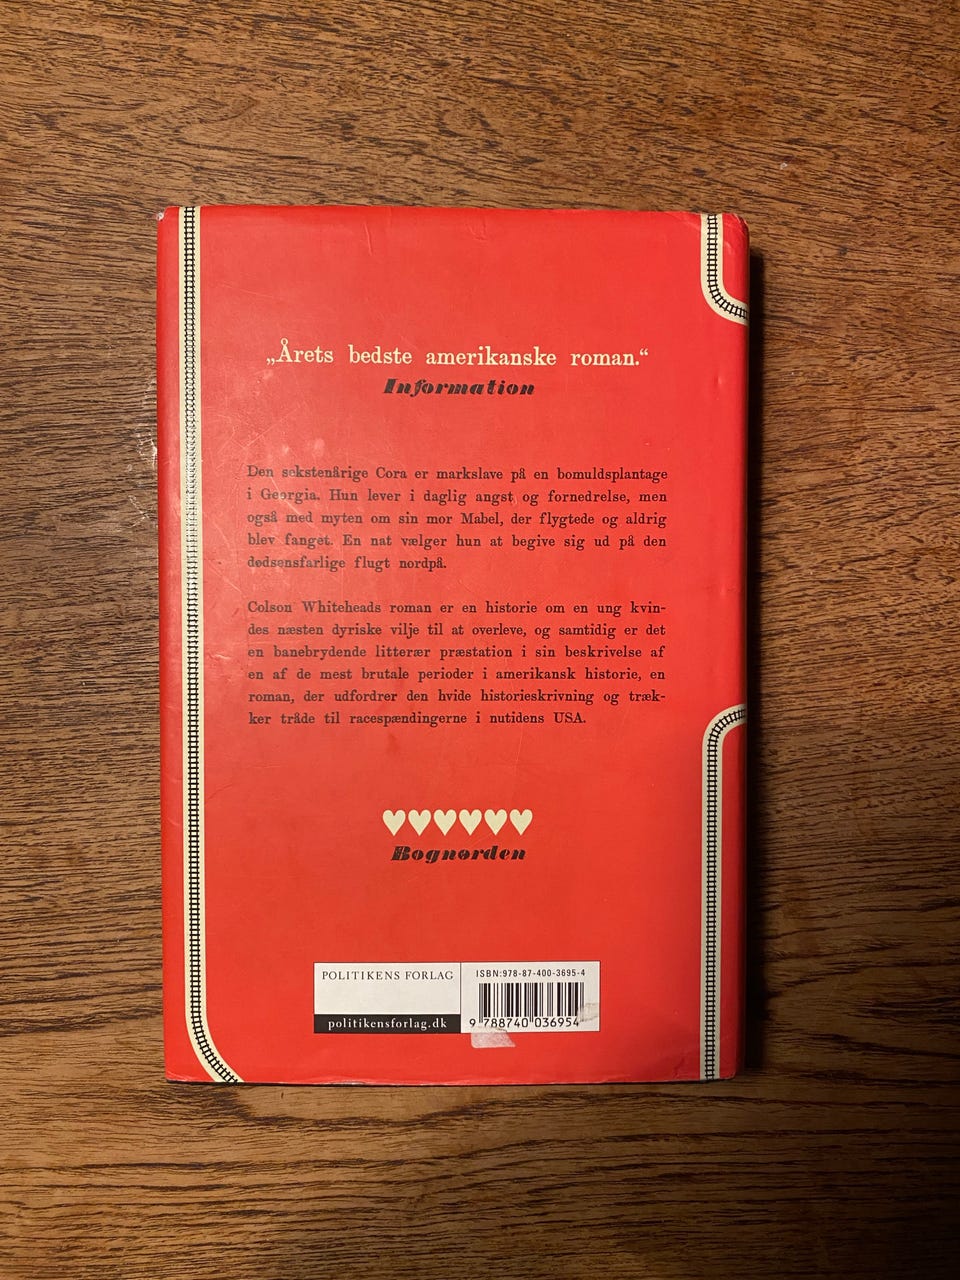 „Årets bedste amerikanske roman.“
Information
Den sekstenårige Cora er markslave på en bomuldsplantage
i Georgia. Hun lever i daglig angst og fornedrelse, men
også med myten om sin mor Mabel, der flygtede og aldrig
blev fanget. En nat vælger hun at begive sig ud på den
dødsensfarlige flugt nordpå.
Colson Whiteheads roman er en historie om en ung kvin-
des næsten dyriske vilje til at overleve, og samtidig er det
en banebrydende litterær præstation i sin beskrivelse af
en af de mest brutale perioder i amerikansk historie, en
roman, der udfordrer den hvide historieskrivning og træk-
ker tråde til racespændingerne i nutidens USA.
♥♥♥♥♥♥
Bognørden
POLITIKENS FORLAG
politikensforlag.dk
ISBN:978-87-400-3695-4
9 788740 036954